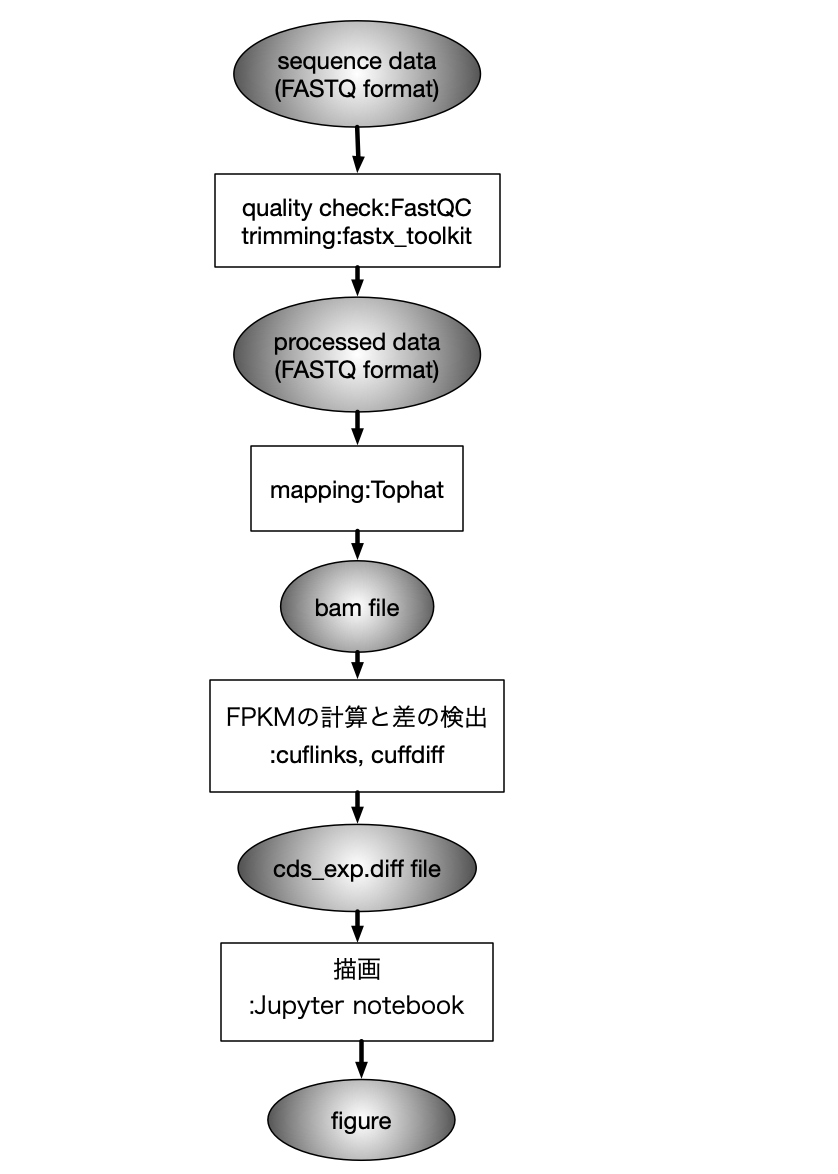 sequence data
(FASTQ format)
quality check:FastQC
trimming:fastx_toolkit
processed data
(FASTQ format)
mapping:Tophat
bam file
FPKMの計算と差の検出
:cuflinks, cuffdiff
cds_exp.diff file
描画
:Jupyter notebook
figure